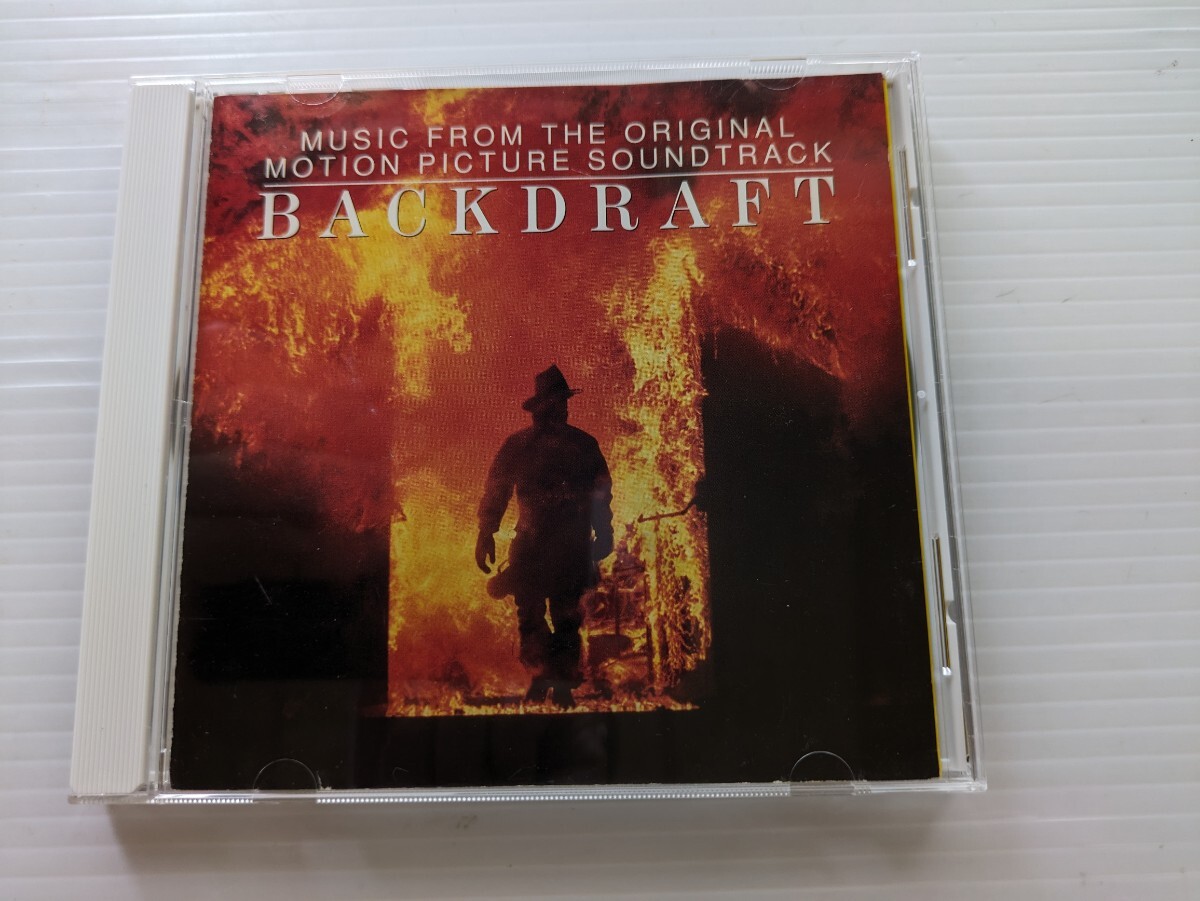 MUSIC FROM THE ORIGINAL
MOTION PICTURE SOUNDTRACK
BACKDRAFT